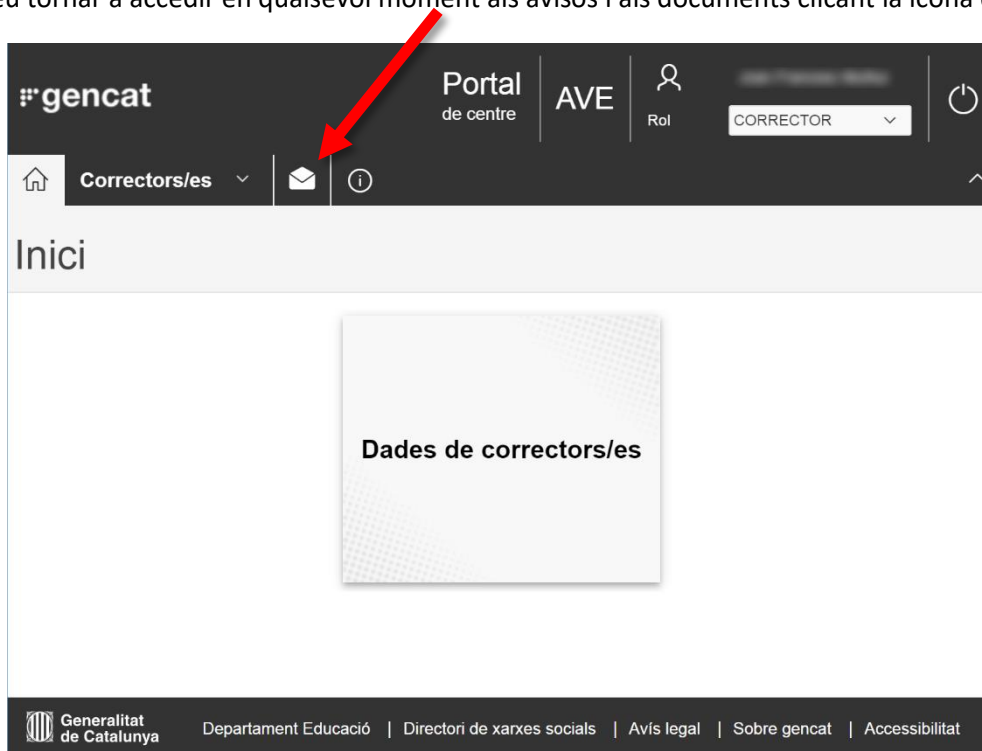 tornar a accedir en qualsevol moment als avisos i als documents clicant la icona
gencat
Portal
de centre
AVE
Rol
CORRECTOR
Correctors/es
Inici
Dades de correctors/es
Generalitat
de Catalunya
Departament Educació | Directori de xarxes socials | Avís legal | Sobre gencat | Accessibilitat